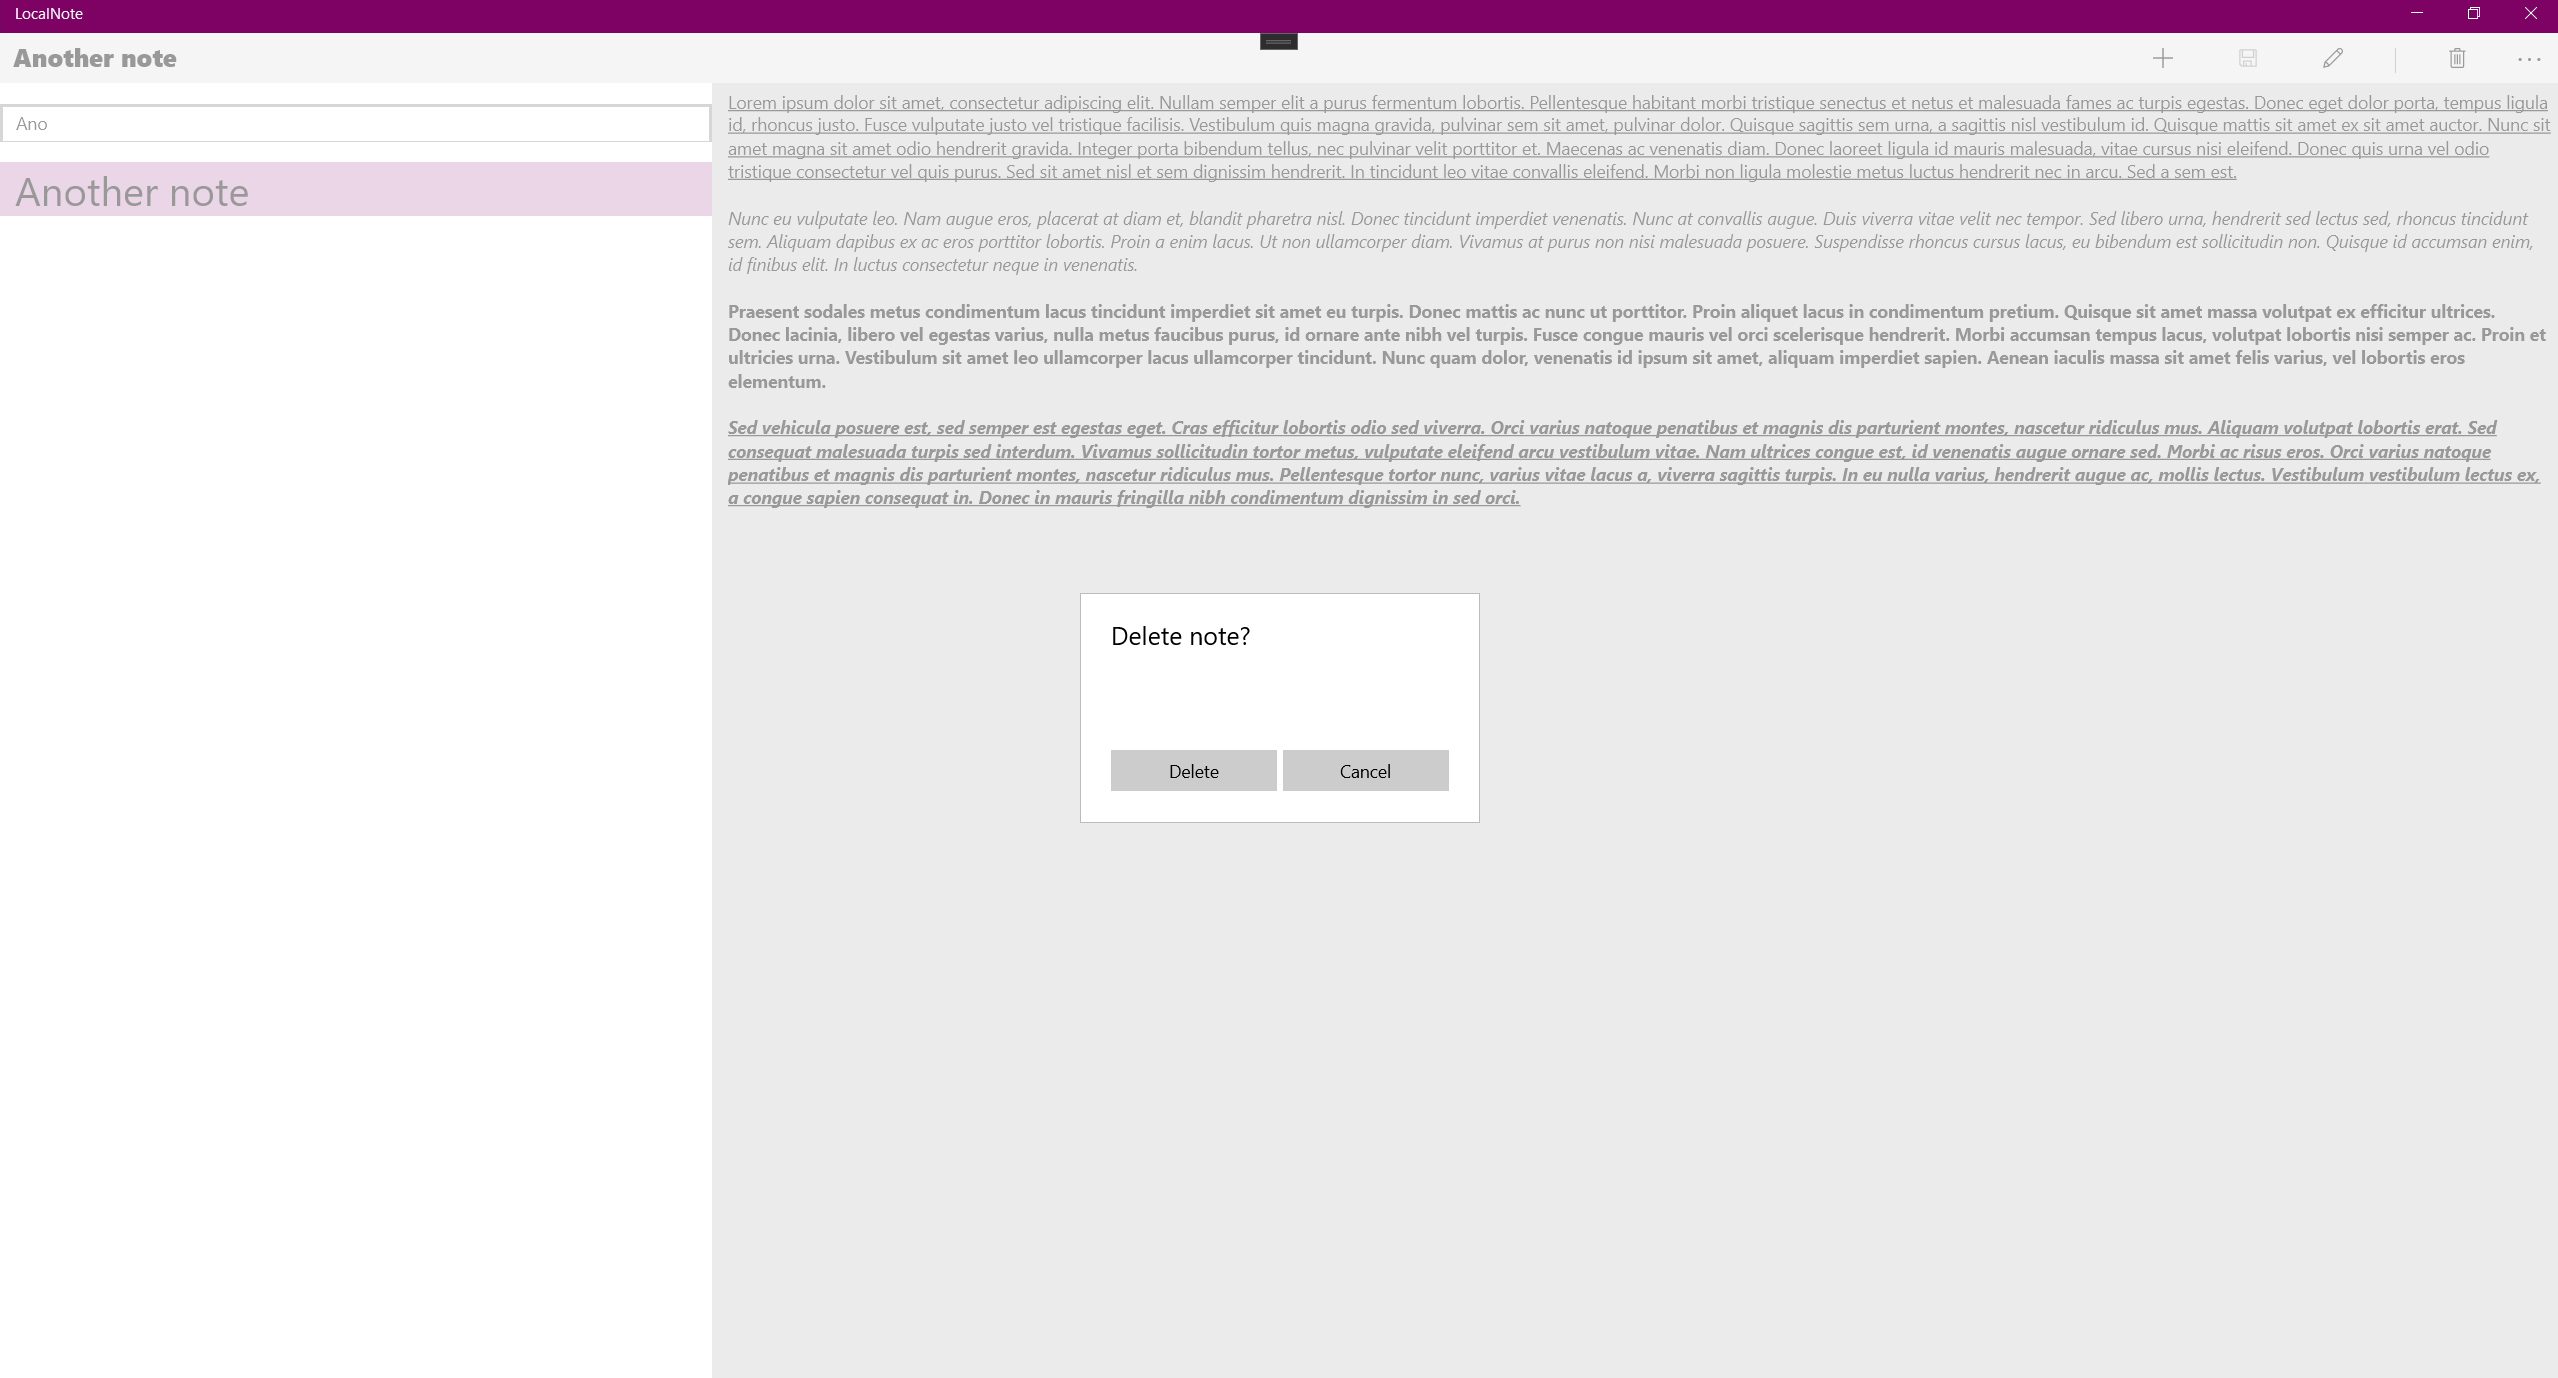 LocalNote
Another note
Ano
Another note
Lorem ipsum dolor sit amet, consectetur adipiscing elit. Nullam semper elit a purus fermentum lobortis. Pellentesque habitant morbi tristique senectus et netus et malesuada fames ac turpis egestas. Donec eget dolor porta, tempus ligula
id, rhoncus justo. Fusce vulputate justo vel tristique facilisis. Vestibulum quis magna gravida, pulvinar sem sit amet, pulvinar dolor. Quisque sagittis sem urna, a sagittis nisl vestibulum id. Quisque mattis sit amet ex sit amet auctor. Nunc sit
amet magna sit amet odio hendrerit gravida. Integer porta bibendum tellus, nec pulvinar velit porttitor et. Maecenas ac venenatis diam. Donec laoreet ligula id mauris malesuada, vitae cursus nisi eleifend. Donec quis urna vel odio
tristique consectetur vel quis purus. Sed sit amet nisl et sem dignissim hendrerit. In tincidunt leo vitae convallis eleifend. Morbi non ligula molestie metus luctus hendrerit nec in arcu. Sed a sem est.
Nunc eu vulputate leo. Nam augue eros, placerat at diam et, blandit pharetra nisl. Donec tincidunt imperdiet venenatis. Nunc at convallis augue. Duis viverra vitae velit nec tempor. Sed libero urna, hendrerit sed lectus sed, rhoncus tincidunt
sem. Aliquam dapibus ex ac eros porttitor lobortis. Proin a enim lacus. Ut non ullamcorper diam. Vivamus at purus non nisi malesuada posuere. Suspendisse rhoncus cursus lacus, eu bibendum est sollicitudin non. Quisque id accumsan enim,
id finibus elit. In luctus consectetur neque in venenatis.
Praesent sodales metus condimentum lacus tincidunt imperdiet sit amet eu turpis. Donec mattis ac nunc ut porttitor. Proin aliquet lacus in condimentum pretium. Quisque sit amet massa volutpat ex efficitur ultrices.
Donec lacinia, libero vel egestas varius, nulla metus faucibus purus, id ornare ante nibh vel turpis. Fusce congue mauris vel orci scelerisque hendrerit. Morbi accumsan tempus lacus, volutpat lobortis nisi semper ac. Proin et
ultricies urna. Vestibulum sit amet leo ullamcorper lacus ullamcorper tincidunt. Nunc quam dolor, venenatis id ipsum sit amet, aliquam imperdiet sapien. Aenean iaculis massa sit amet felis varius, vel lobortis eros
elementum.
Sed vehicula posuere est, sed semper est egestas eget. Cras efficitur lobortis odio sed viverra. Orci varius natoque penatibus et magnis dis parturient montes, nascetur ridiculus mus. Aliquam volutpat lobortis erat. Sed
consequat malesuada turpis sed interdum. Vivamus sollicitudin tortor metus, vulputate eleifend arcu vestibulum vitae. Nam ultrices congue est, id venenatis augue ornare sed. Morbi ac risus eros. Orci varius natoque
penatibus et magnis dis parturient montes, nascetur ridiculus mus. Pellentesque tortor nunc, varius vitae lacus a, viverra sagittis turpis. In eu nulla varius, hendrerit augue ac, mollis lectus. Vestibulum vestibulum lectus ex,
a congue sapien consequat in. Donec in mauris fringilla nibh condimentum dignissim in sed orci.
Delete note?
Delete
Cancel